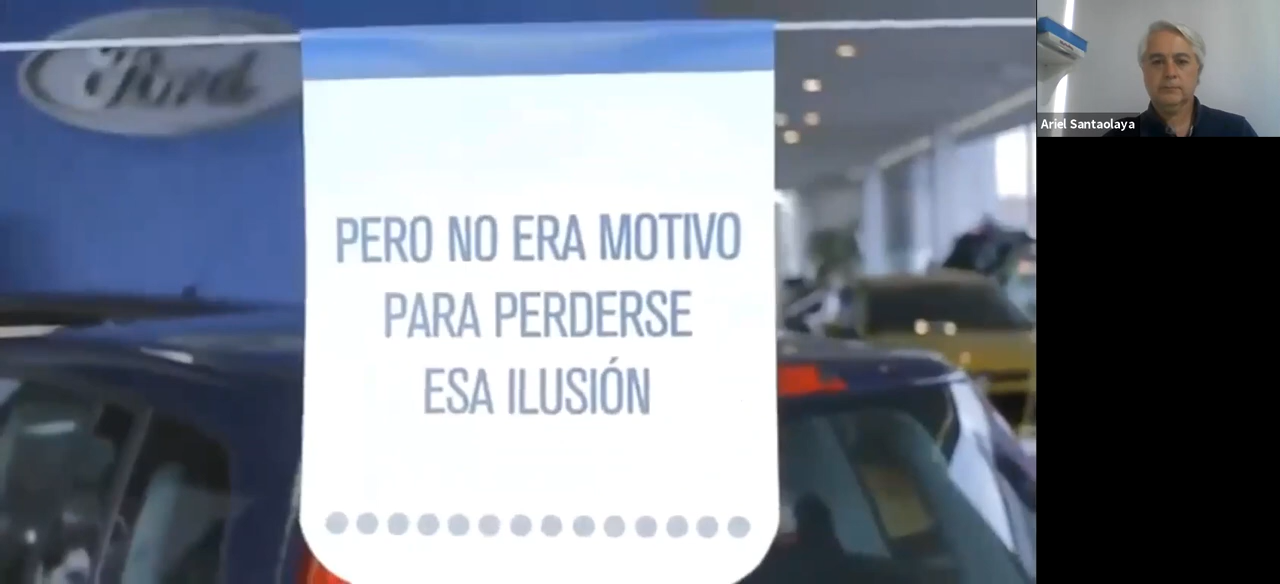 Ford
PERO NO ERA MOTIVO
PARA PERDERSE
ESA ILUSIÓN
Ariel Santaolaya